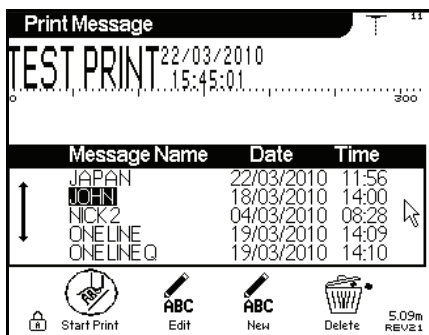 Print Message
11
TEST PRINT 22/03/2010
15:45:01
0 300
Message Name Date Time
JAPAN 22/03/2010 11:56
JOHN 18/03/2010 14:00
NICK 2 04/03/2010 08:28
ONE LINE 19/03/2010 14:09
ONE LINE Q 19/03/2010 14:10
ABC ABC
Start Print Edit New Delete 5.09m
REV21